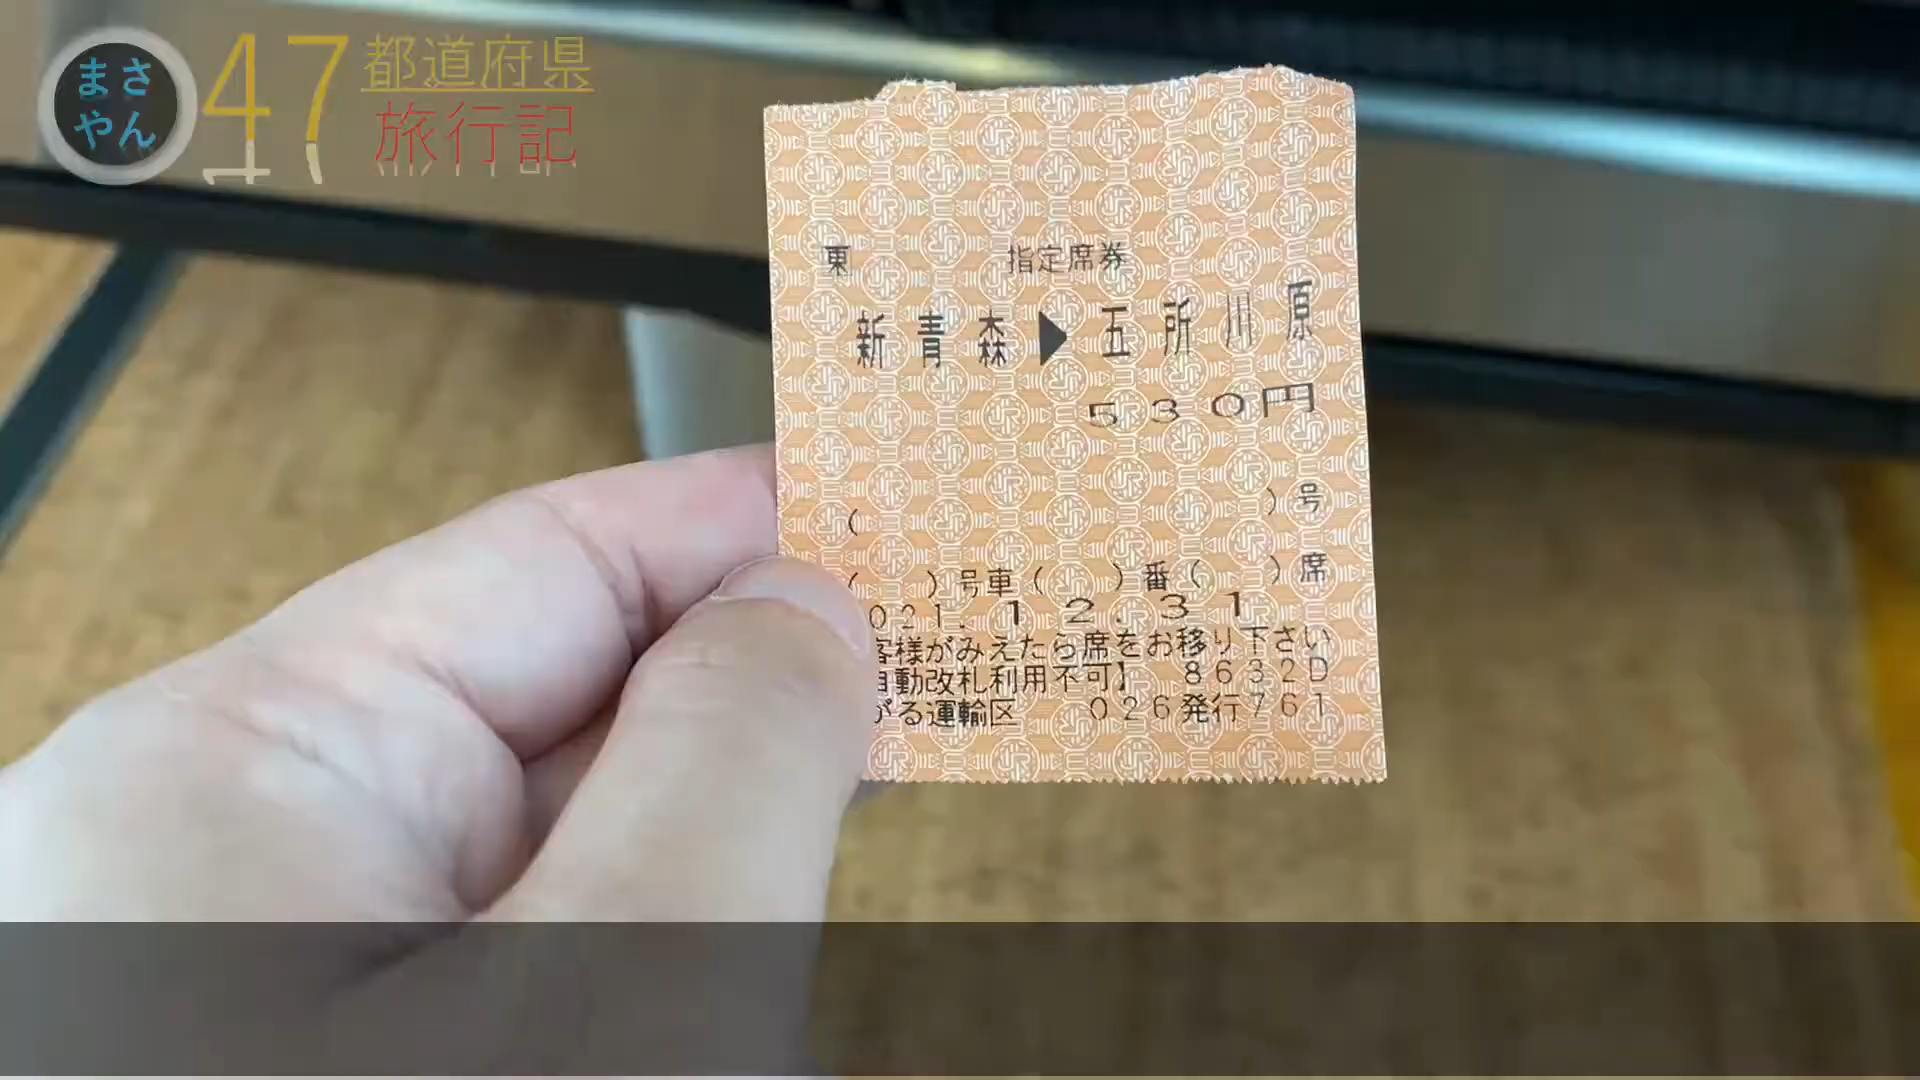 まさ
やん
47
都道府県
旅行記
東 指定席券
新青森▶五所川原
530円
( )号
( )号車( )番( )席
021.12.31
客様がみえたら席をお移り下さい
自動改札利用不可】 8632D
がる運輸区 026発行761